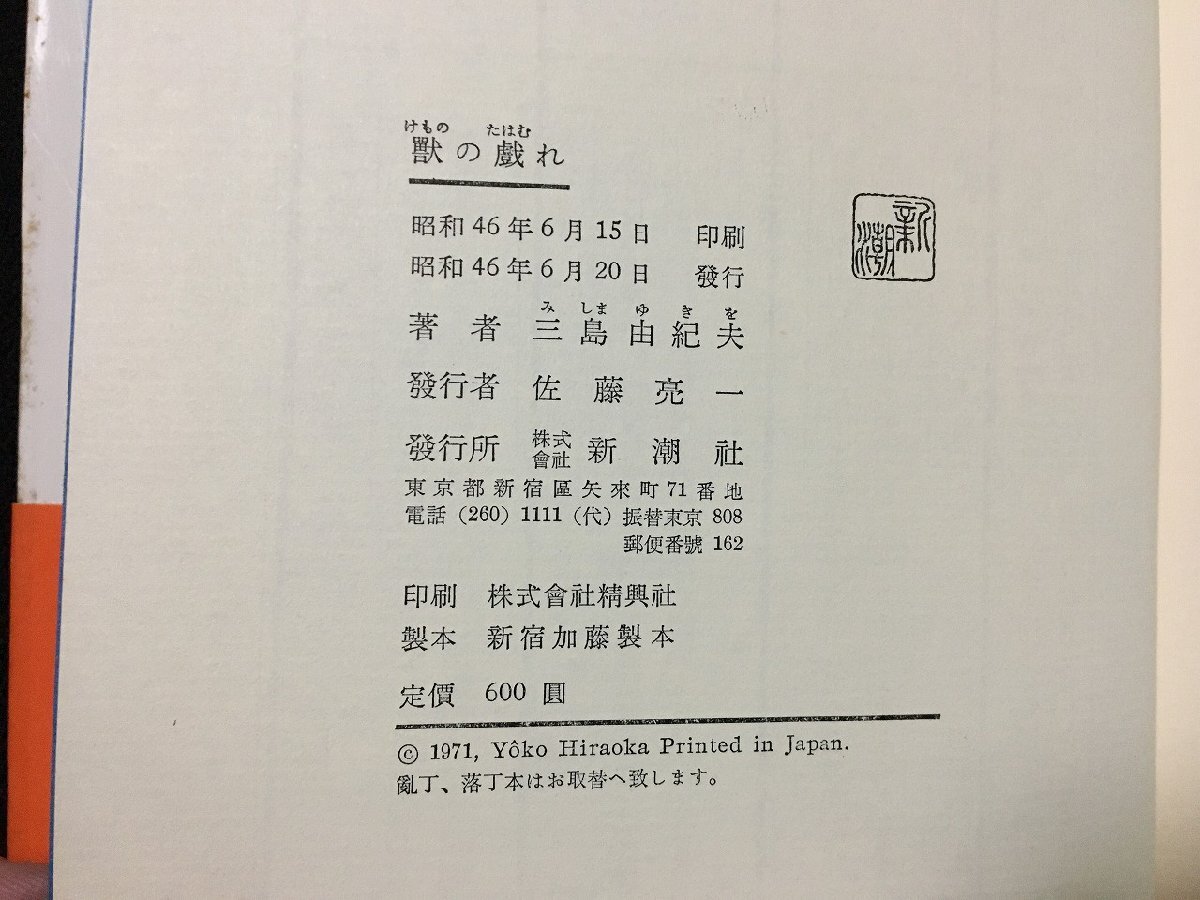 けもの たはむ
獸の戲れ
昭和46年6月15日 印刷
昭和46年6月20日 發行
み しま ゆ き を
著者 三島由紀夫
發行者 佐藤亮一
發行所 株式會社 新潮社
東京都新宿區矢來町71番地
電話(260)1111(代)振替東京 808
郵便番號 162
印刷 株式會社精興社
製本 新宿加藤製本
定價 600 圓
© 1971, Yôko Hiraoka Printed in Japan.
亂丁、落丁本はお取替へ致します。
新潮